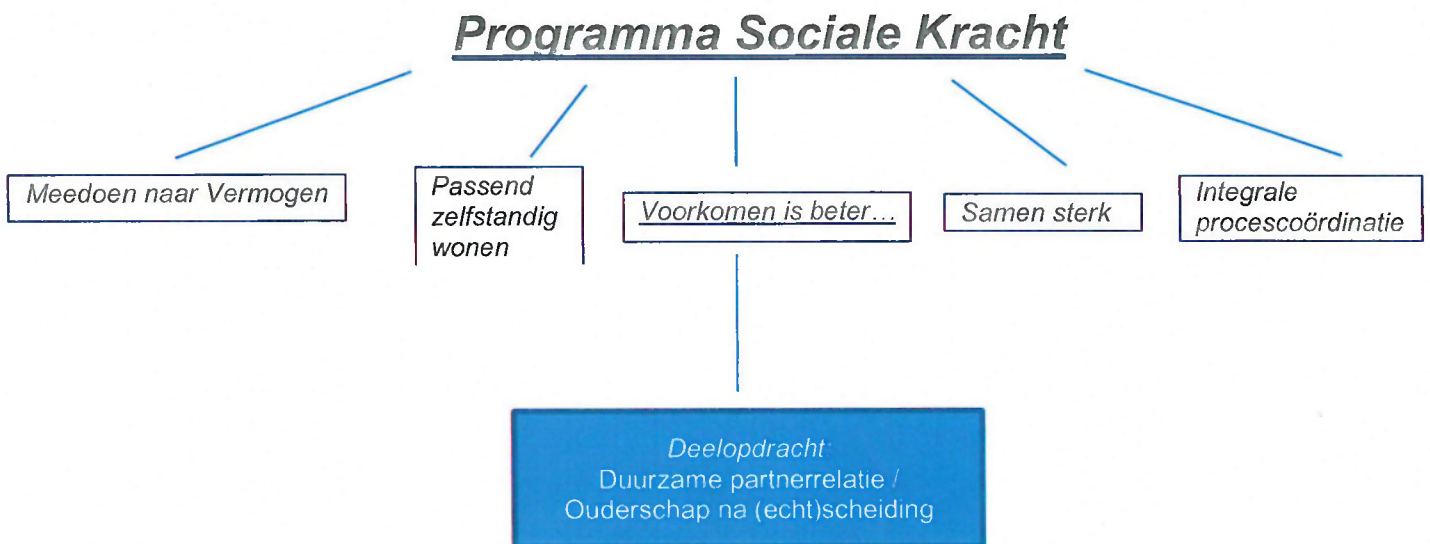 Programma Sociale Kracht
Meedoen naar Vermogen
Passend
zelfstandig
wonen
Voorkomen is beter...
Samen sterk
Integrale
procescoördinatie
Deelopdracht:
Duurzame partnerrelatie /
Ouderschap na (echt)scheiding